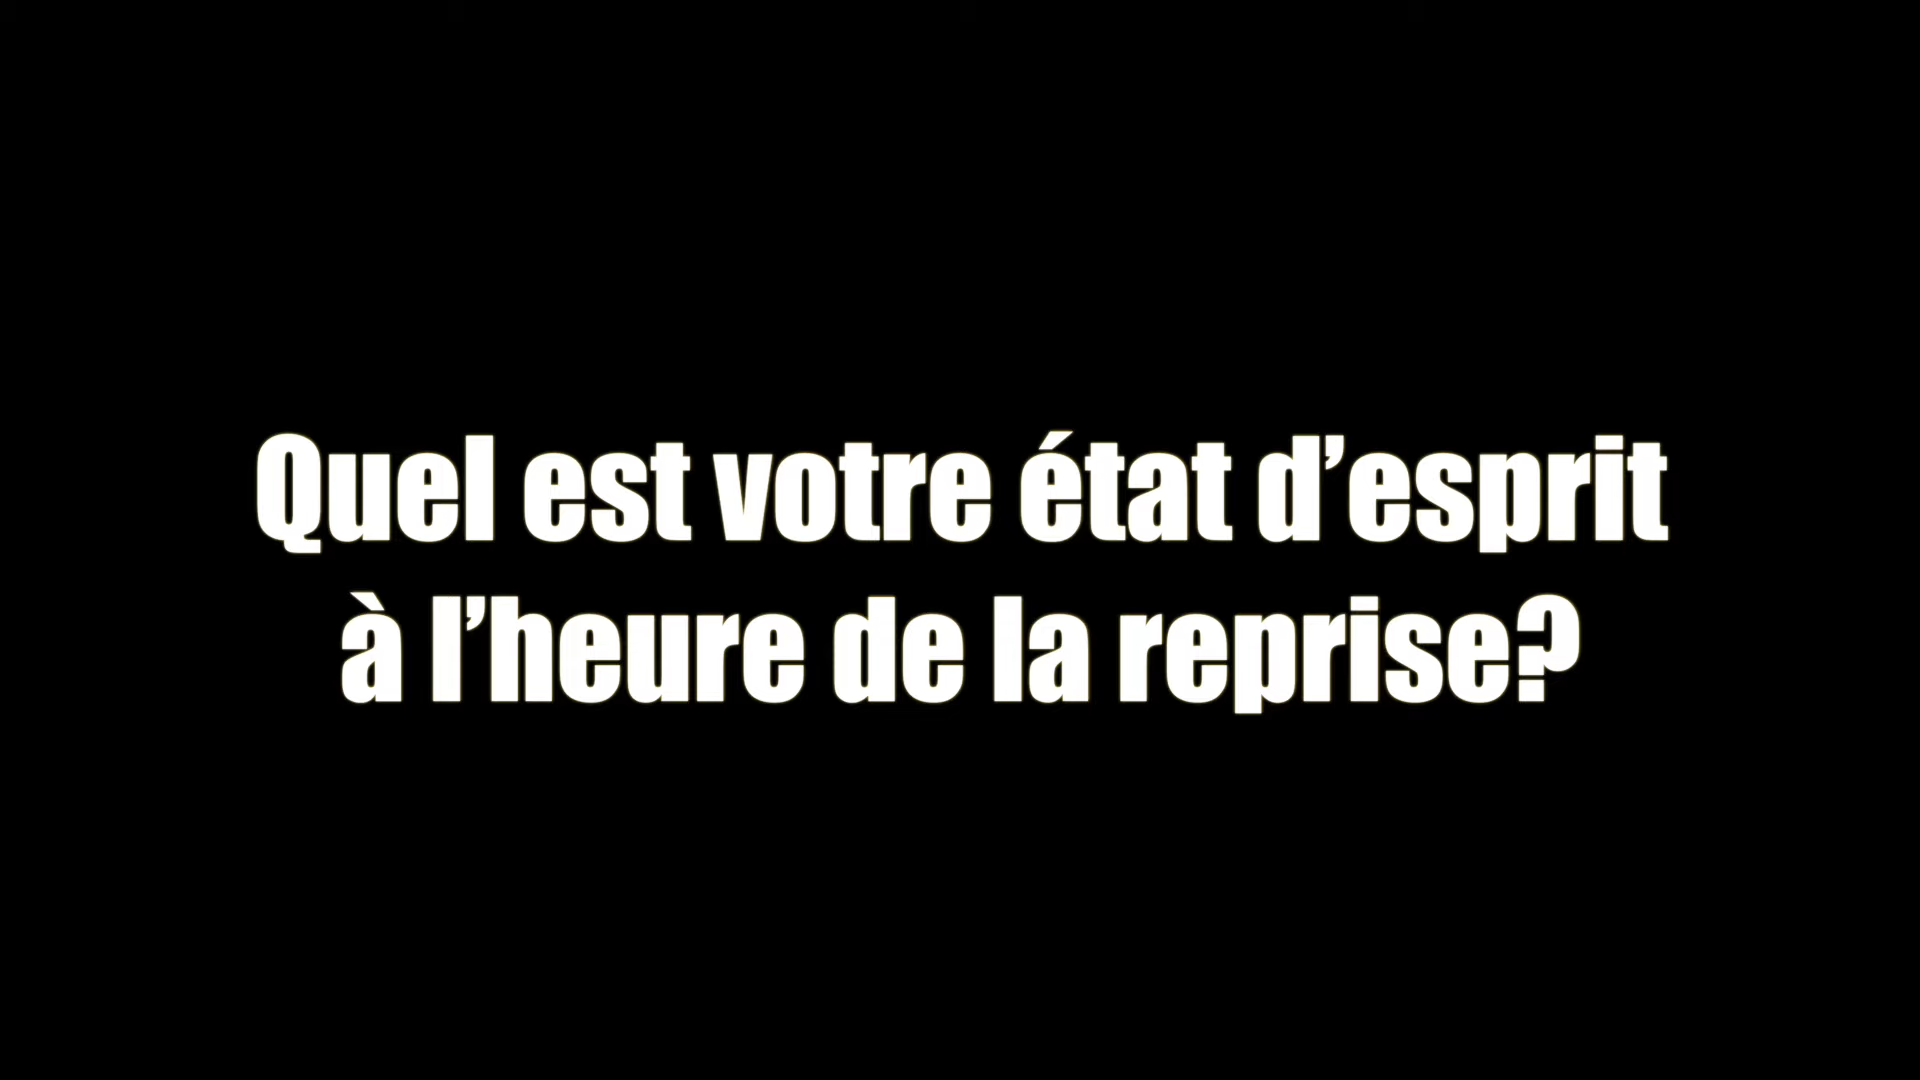 Quel est votre état d’esprit
à l’heure de la reprise?